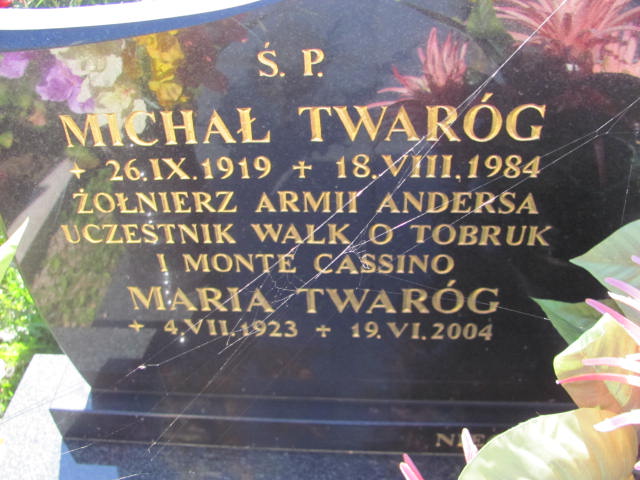 Ś. P.
MICHAŁ TWARÓG
+ 26.IX.1919 + 18.VIII.1984
ŻOŁNIERZ ARMII ANDERSA
UCZESTNIK WALK O TOBRUK
I MONTE CASSINO
MARIA TWARÓG
+ 4.VII.1923 + 19.VI.2004